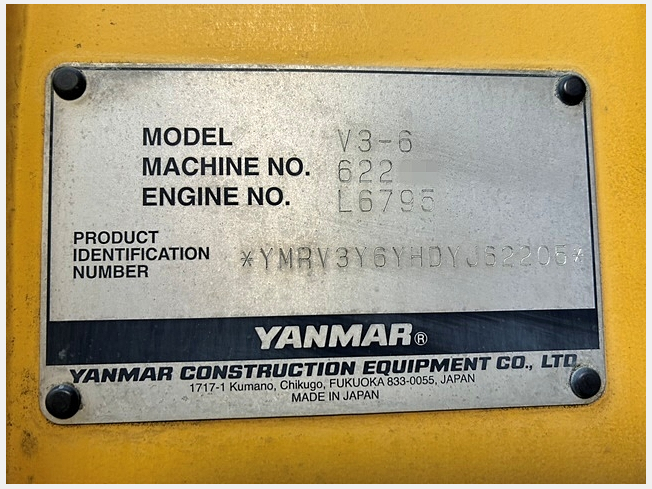 MODEL V3-6
MACHINE NO. 622
ENGINE NO. L6795
PRODUCT
IDENTIFICATION
NUMBER *YMRV3Y6YHDYJ62205*
YANMAR®
YANMAR CONSTRUCTION EQUIPMENT CO., LTD.
1717-1 Kumano, Chikugo, FUKUOKA 833-0055, JAPAN
MADE IN JAPAN